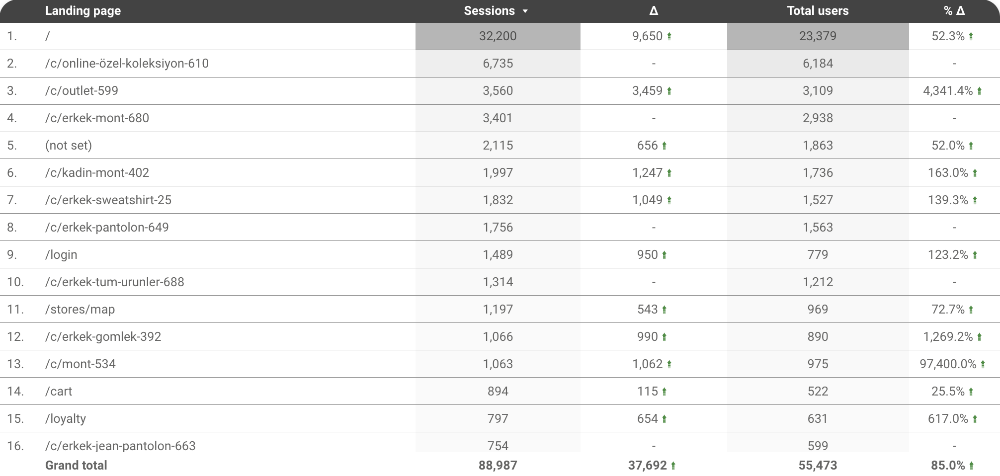 Landing page Sessions Δ Total users % Δ
1. / 32,200 9,650 23,379 52.3%
2. /c/online-özel-koleksiyon-610 6,735 - 6,184 -
3. /c/outlet-599 3,560 3,459 3,109 4,341.4%
4. /c/erkek-mont-680 3,401 - 2,938 -
5. (not set) 2,115 656 1,863 52.0%
6. /c/kadin-mont-402 1,997 1,247 1,736 163.0%
7. /c/erkek-sweatshirt-25 1,832 1,049 1,527 139.3%
8. /c/erkek-pantolon-649 1,756 - 1,563 -
9. /login 1,489 950 779 123.2%
10. /c/erkek-tum-urunler-688 1,314 - 1,212 -
11. /stores/map 1,197 543 969 72.7%
12. /c/erkek-gomlek-392 1,066 990 890 1,269.2%
13. /c/mont-534 1,063 1,062 975 97,400.0%
14. /cart 894 115 522 25.5%
15. /loyalty 797 654 631 617.0%
16. /c/erkek-jean-pantolon-663 754 - 599 -
Grand total 88,987 37,692 55,473 85.0%